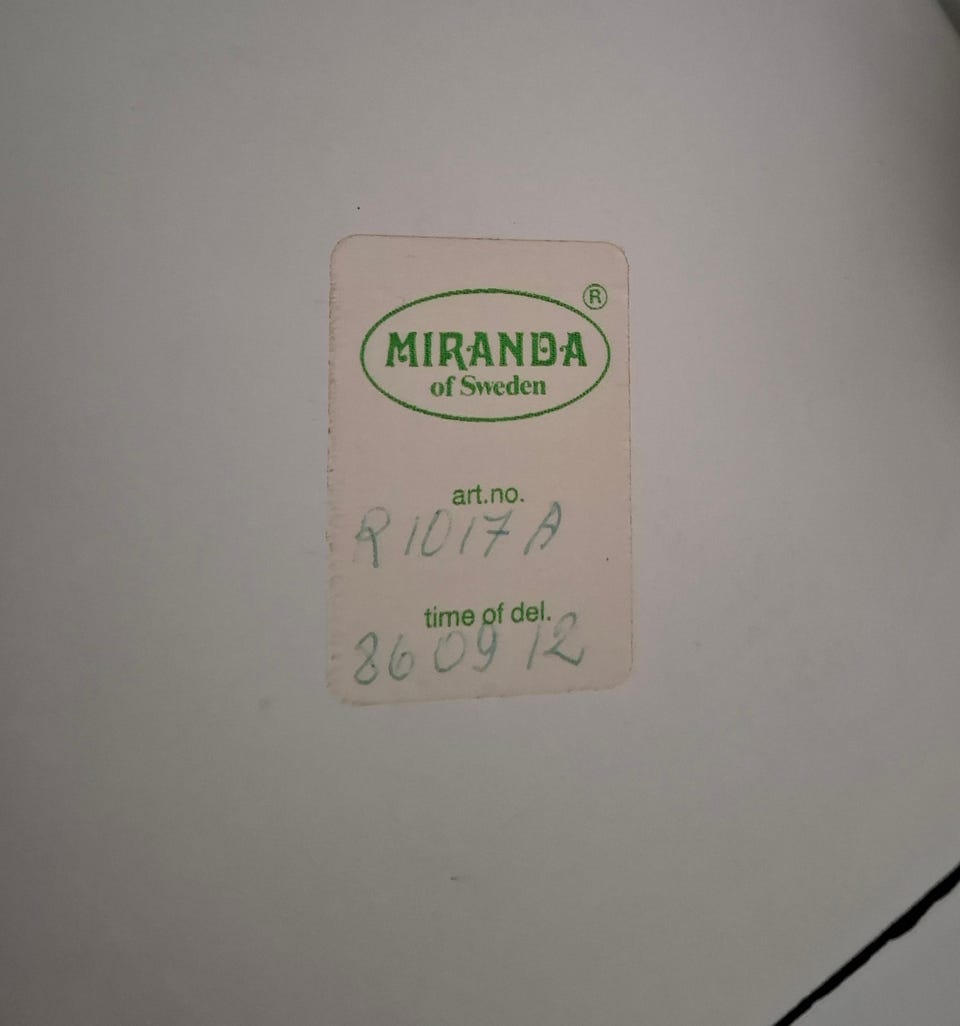 ®
MIRANDA
of Sweden
art.no.
R1017A
time of del.
860912